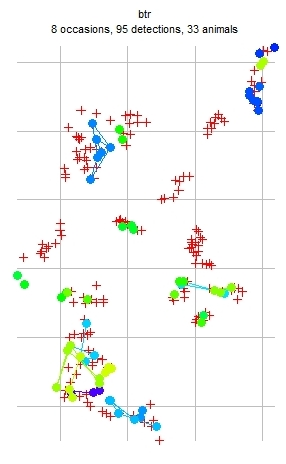 btr
8 occasions, 95 detections, 33 animals